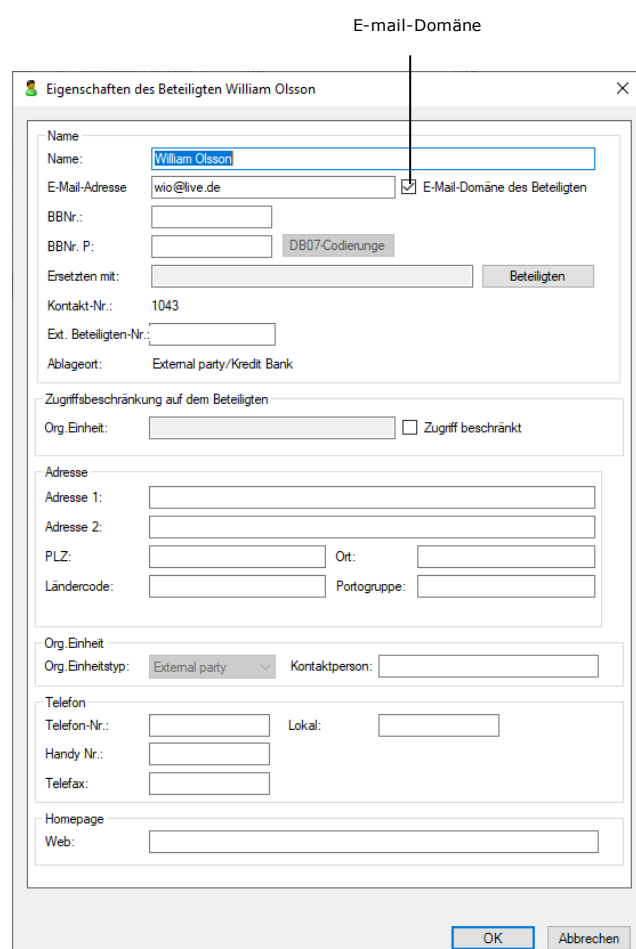 E-mail-Domäne
Eigenschaften des Beteiligten William Olsson
Name
Name: William Olsson
E-Mail-Adresse wio@live.de E-Mail-Domäne des Beteiligten
BBNr.:
BBNr. P: DB07-Codierunge
Ersetzten mit: Beteiligten
Kontakt-Nr.: 1043
Ext. Beteiligten-Nr.:
Ablageort: External party/Kredit Bank
Zugriffsbeschränkung auf dem Beteiligten
Org.Einheit: Zugriff beschränkt
Adresse
Adresse 1:
Adresse 2:
PLZ: Ort:
Ländercode: Portogruppe:
Org.Einheit
Org.Einheitstyp: External party Kontaktperson:
Telefon
Telefon-Nr.: Lokal:
Handy Nr.:
Telefax:
Homepage
Web:
OK Abbrechen